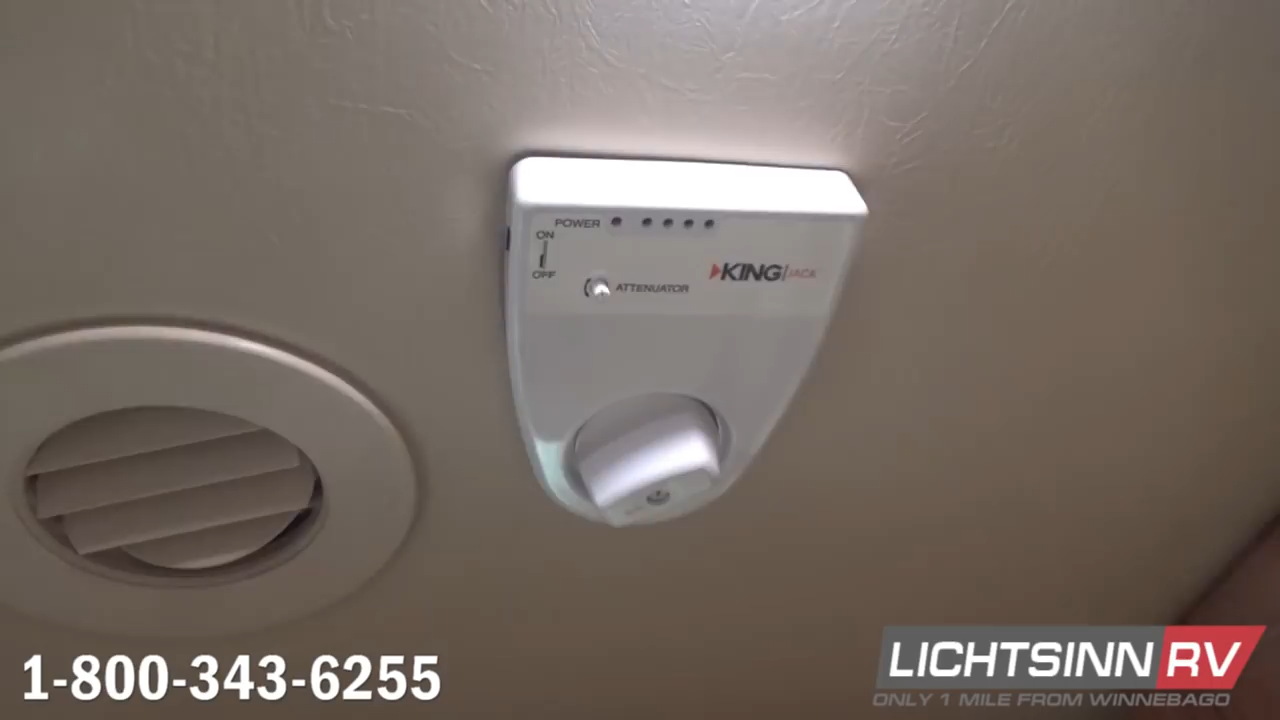 POWER
ON
OFF
ATTENUATOR
KING JACK
1-800-343-6255
LICHTSINN RV
ONLY 1 MILE FROM WINNEBAGO